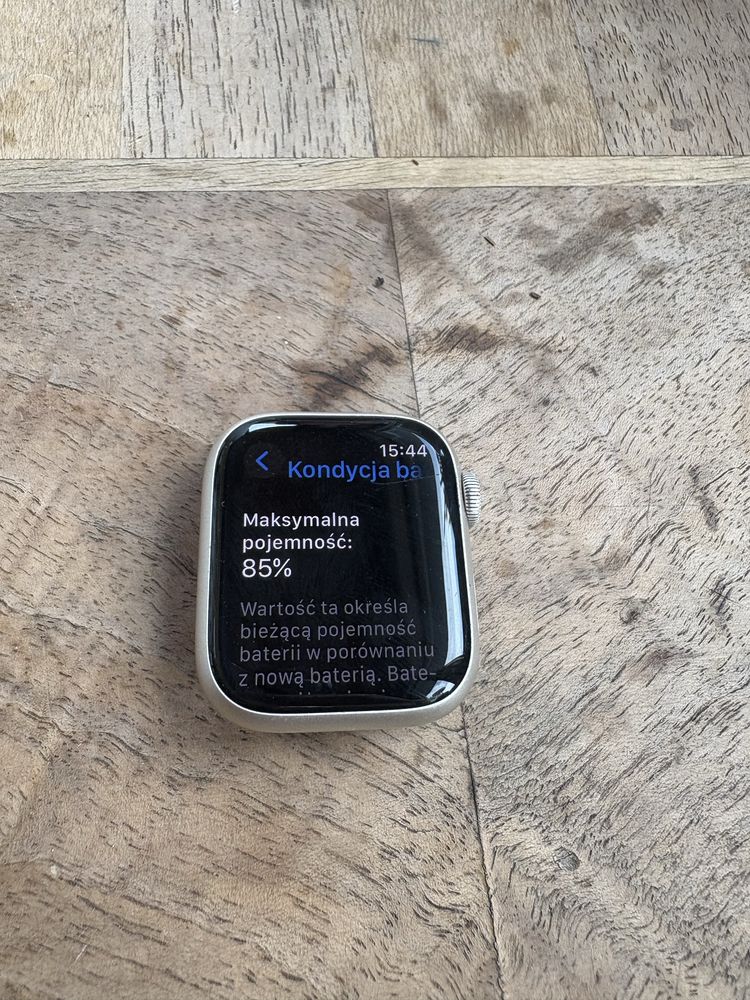 15:44
Kondycja ba
Maksymalna
pojemność:
85%
Wartość ta określa
bieżącą pojemność
baterii w porównaniu
z nową baterią. Bate-